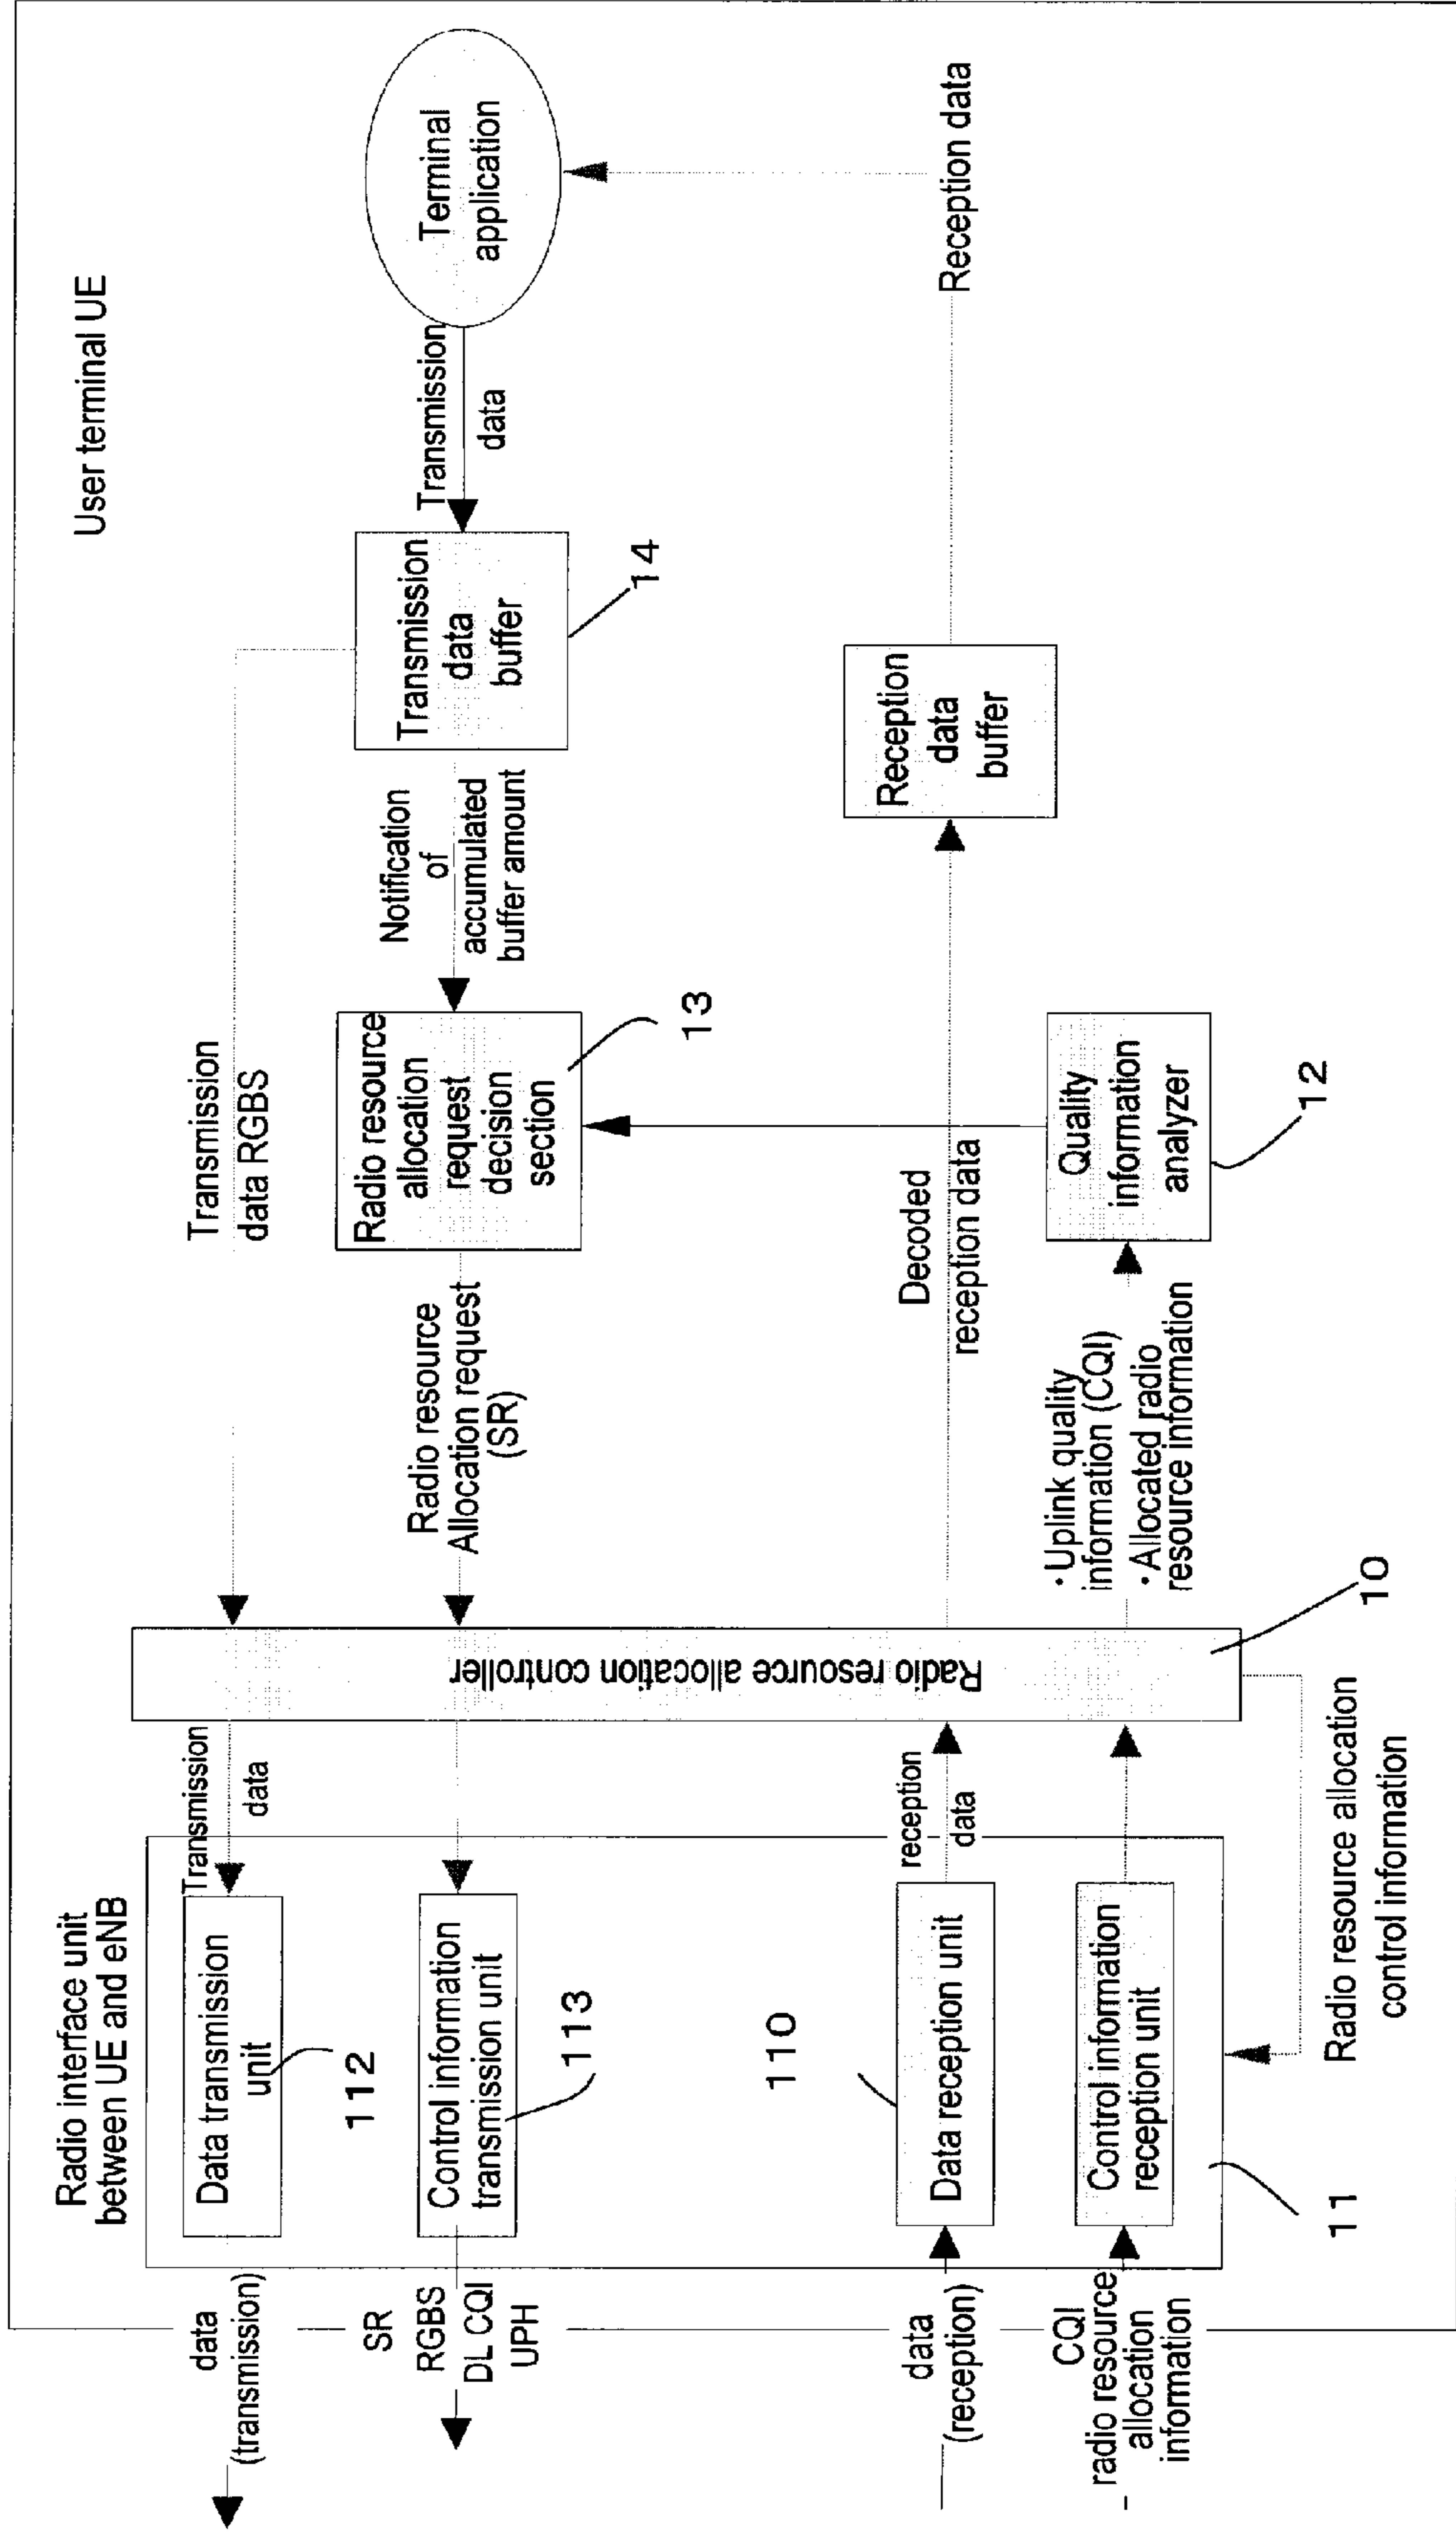 User terminal UE
Radio interface unit
between UE and eNB
data
(transmission)
Data transmission
unit
112
Transmission
data
Transmission
data RGBS
SR
RGBS
DL CQI
UPH
Control information
transmission unit
113
Radio resource
Allocation request
(SR)
Radio resource
allocation
request
decision
section
13
Notification
of
accumulated
buffer amount
Transmission
data
buffer
14
Transmission
data
Terminal
application
Radio resource allocation controller
10
data
(reception)
110
Data reception unit
reception
data
Decoded
reception data
Reception
data
buffer
Reception data
CQI
radio resource
allocation
information
Control information
reception unit
11
· Uplink quality
information (CQI)
· Allocated radio
resource information
Quality
information
analyzer
12
Radio resource allocation
control information